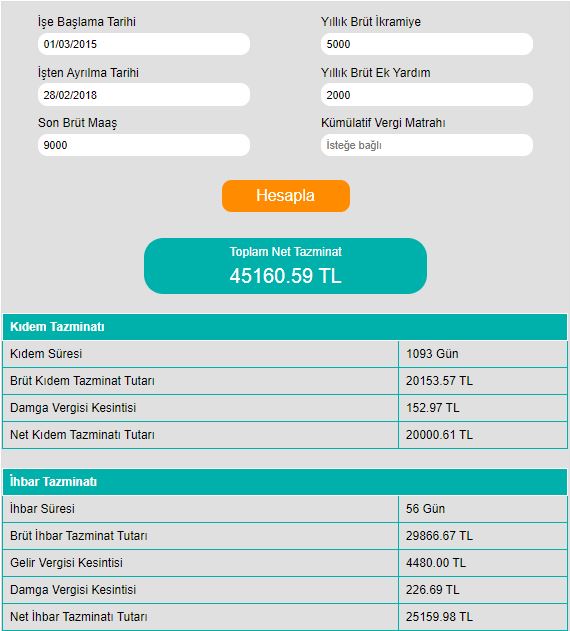 İşe Başlama Tarihi
01/03/2015
Yıllık Brüt İkramiye
5000
İşten Ayrılma Tarihi
28/02/2018
Yıllık Brüt Ek Yardım
2000
Son Brüt Maaş
9000
Kümülatif Vergi Matrahı
İsteğe bağlı
Hesapla
Toplam Net Tazminat
45160.59 TL
Kıdem Tazminatı
Kıdem Süresi 1093 Gün
Brüt Kıdem Tazminat Tutarı 20153.57 TL
Damga Vergisi Kesintisi 152.97 TL
Net Kıdem Tazminatı Tutarı 20000.61 TL
İhbar Tazminatı
İhbar Süresi 56 Gün
Brüt İhbar Tazminat Tutarı 29866.67 TL
Gelir Vergisi Kesintisi 4480.00 TL
Damga Vergisi Kesintisi 226.69 TL
Net İhbar Tazminatı Tutarı 25159.98 TL